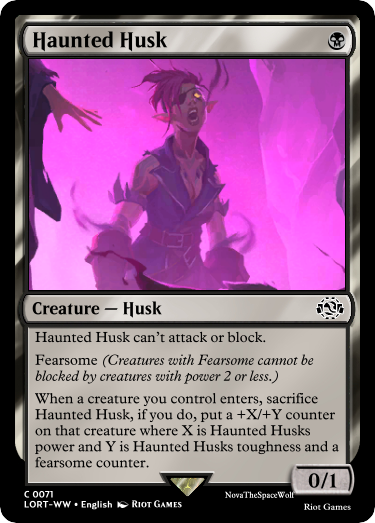 Haunted Husk
Creature — Husk
Haunted Husk can't attack or block.
Fearsome (Creatures with Fearsome cannot be
blocked by creatures with power 2 or less.)
When a creature you control enters, sacrifice
Haunted Husk, if you do, put a +X/+Y counter
on that creature where X is Haunted Husks
power and Y is Haunted Husks toughness and a
fearsome counter.
0/1
C 0071
LORT-WW • English Riot Games
NovaTheSpaceWolf
Riot Games